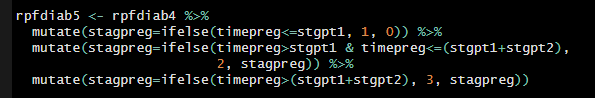 rpfdiab5 <- rpfdiab4 %>%
  mutate(stagpreg=ifelse(timepreg<=stgpt1, 1, 0)) %>%
  mutate(stagpreg=ifelse(timepreg>stgpt1 & timepreg<=(stgpt1+stgpt2),
                         2, stagpreg)) %>%
  mutate(stagpreg=ifelse(timepreg>(stgpt1+stgpt2), 3, stagpreg))